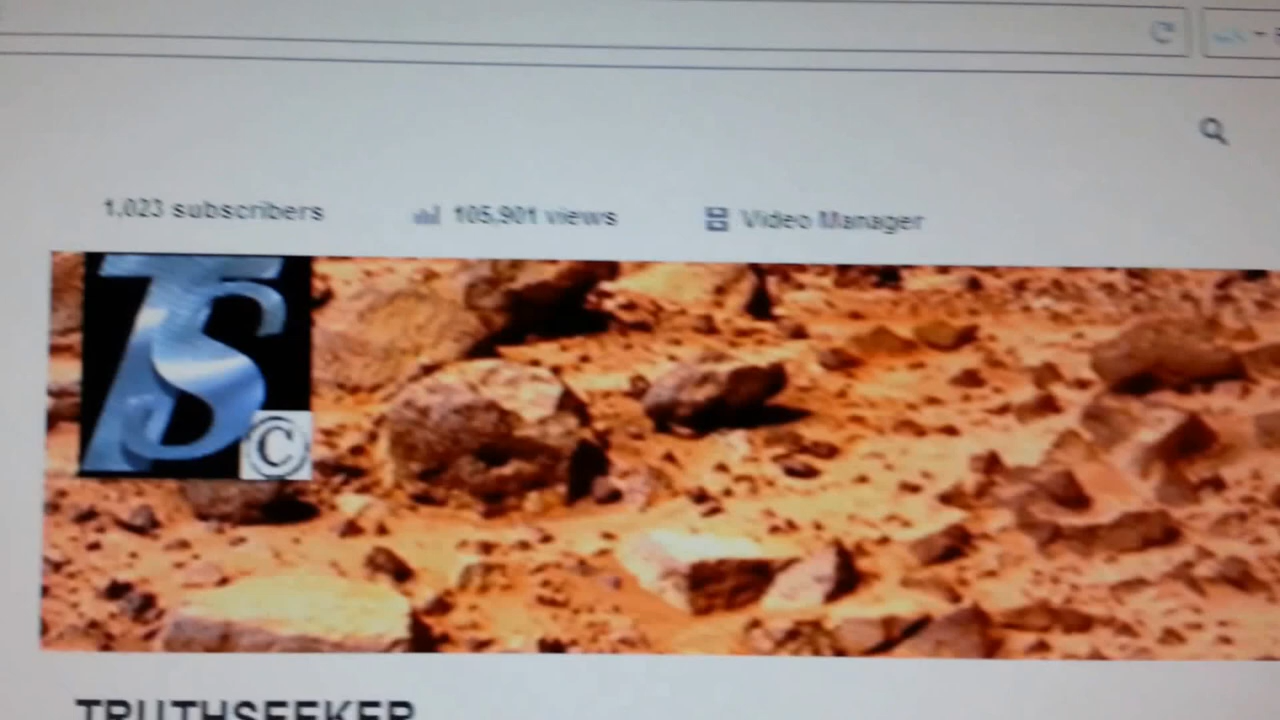 1,023 subscribers
105,901 views
Video Manager
TS
©
TRUTHSEEKER